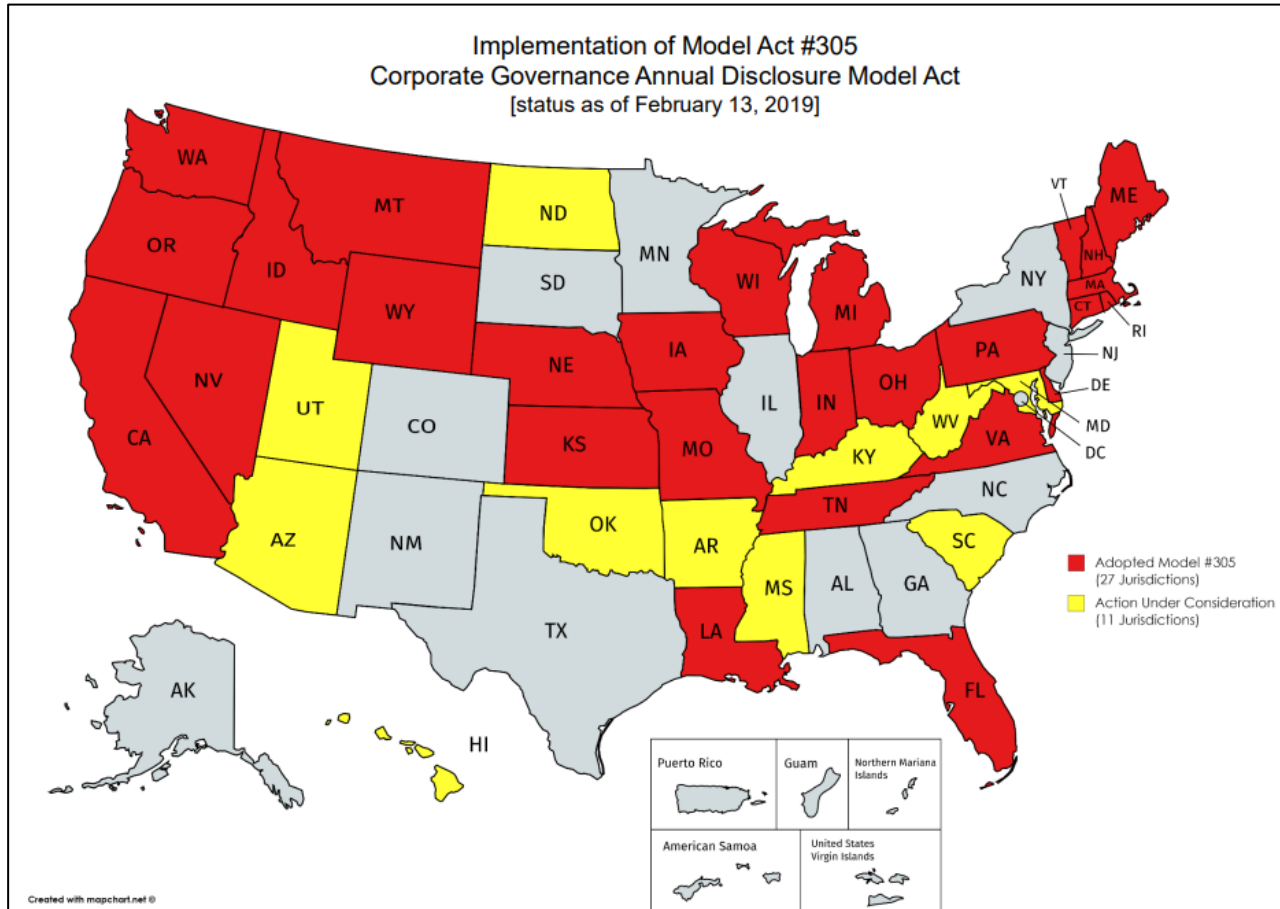 Implementation of Model Act #305
Corporate Governance Annual Disclosure Model Act
[status as of February 13, 2019]
WA
MT
ND
MN
VT
ME
OR
ID
SD
WI
NY
NH
MA
CT
RI
WY
MI
NV
NE
IA
PA
NJ
CA
UT
CO
IL
IN
OH
DE
MD
DC
KS
MO
WV
VA
KY
AZ
NM
OK
AR
TN
NC
SC
MS
AL
GA
TX
LA
FL
Adopted Model #305
(27 Jurisdictions)
Action Under Consideration
(11 Jurisdictions)
AK
HI
Puerto Rico
Guam
Northern Mariana
Islands
American Samoa
United States
Virgin Islands
Created with mapchart.net ©